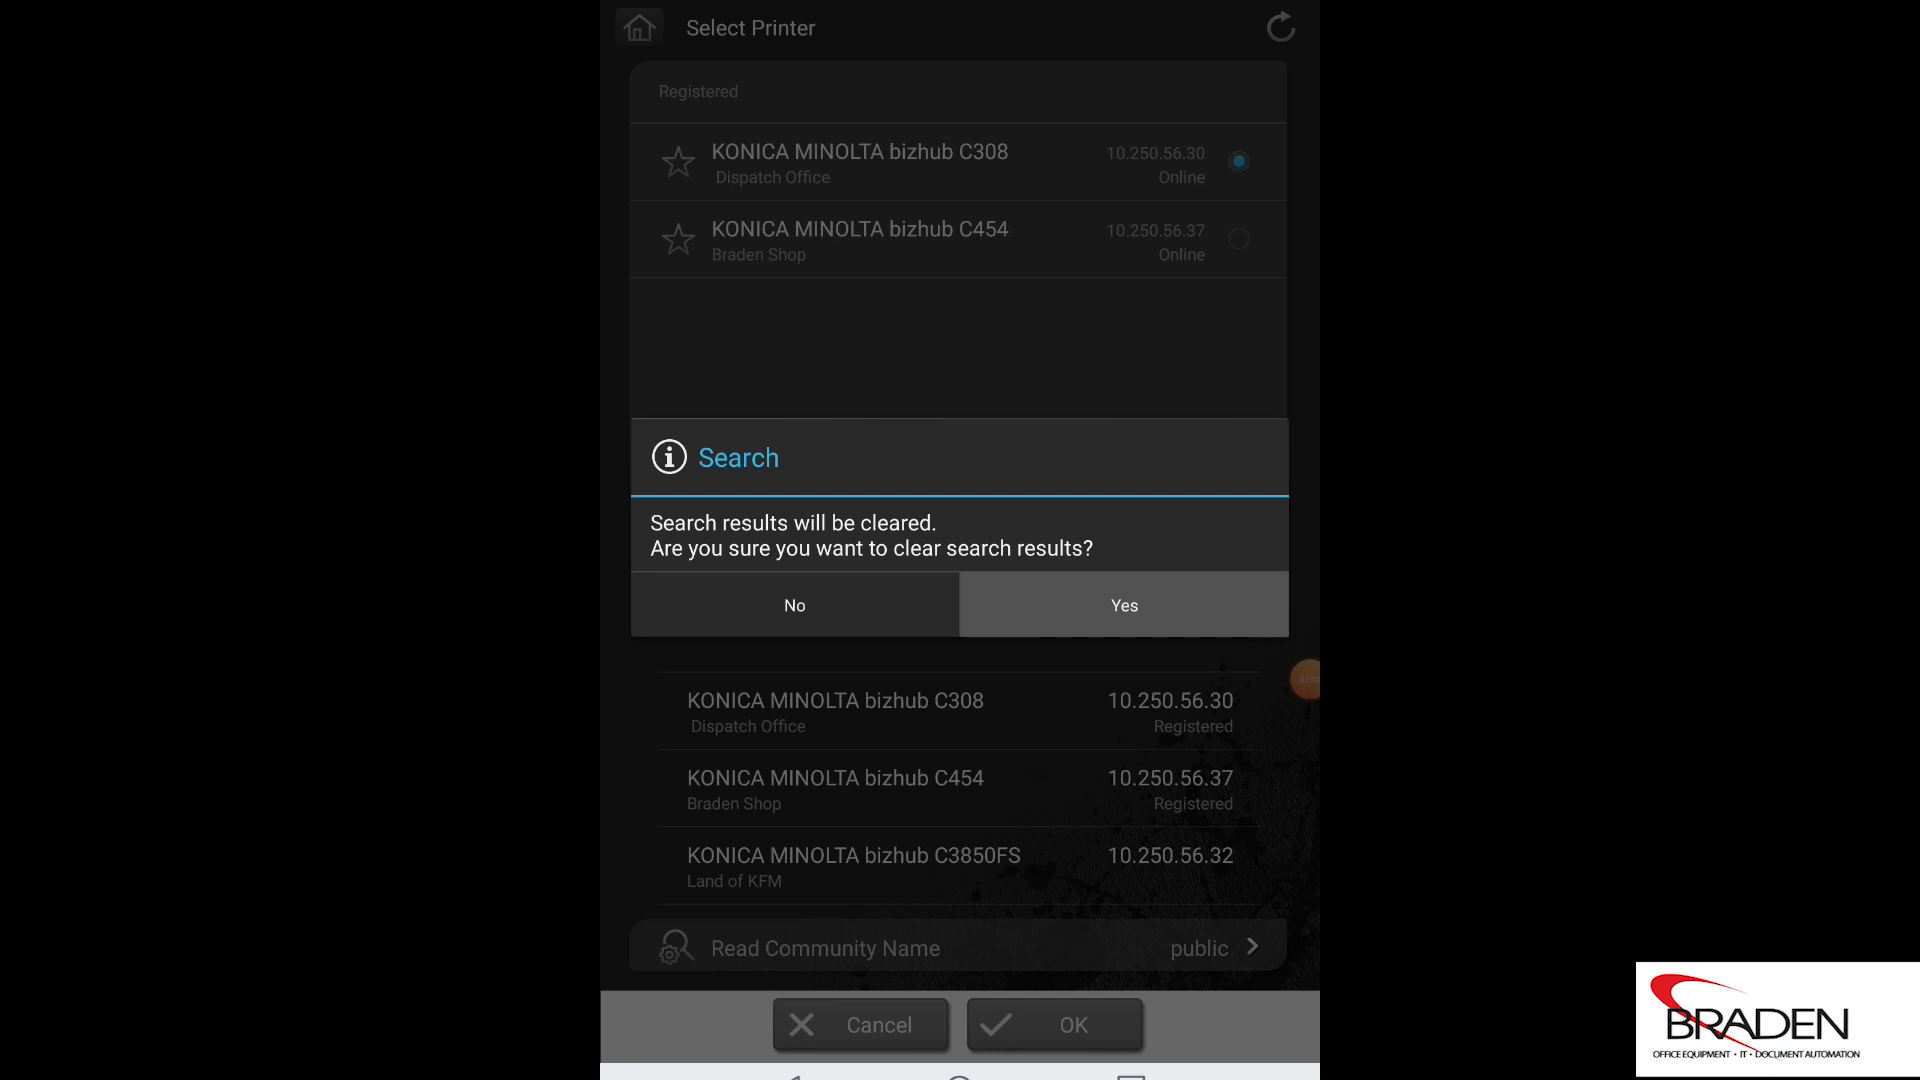 Select Printer
Registered
KONICA MINOLTA bizhub C308
10.250.56.30
Dispatch Office
Online
KONICA MINOLTA bizhub C454
10.250.56.37
Braden Shop
Online
Search
Search results will be cleared.
Are you sure you want to clear search results?
No
Yes
KONICA MINOLTA bizhub C308
10.250.56.30
Dispatch Office
Registered
KONICA MINOLTA bizhub C454
10.250.56.37
Braden Shop
Registered
KONICA MINOLTA bizhub C3850FS
10.250.56.32
Land of KFM
Read Community Name
public
Cancel
OK
BRADEN
OFFICE EQUIPMENT • IT • DOCUMENT AUTOMATION